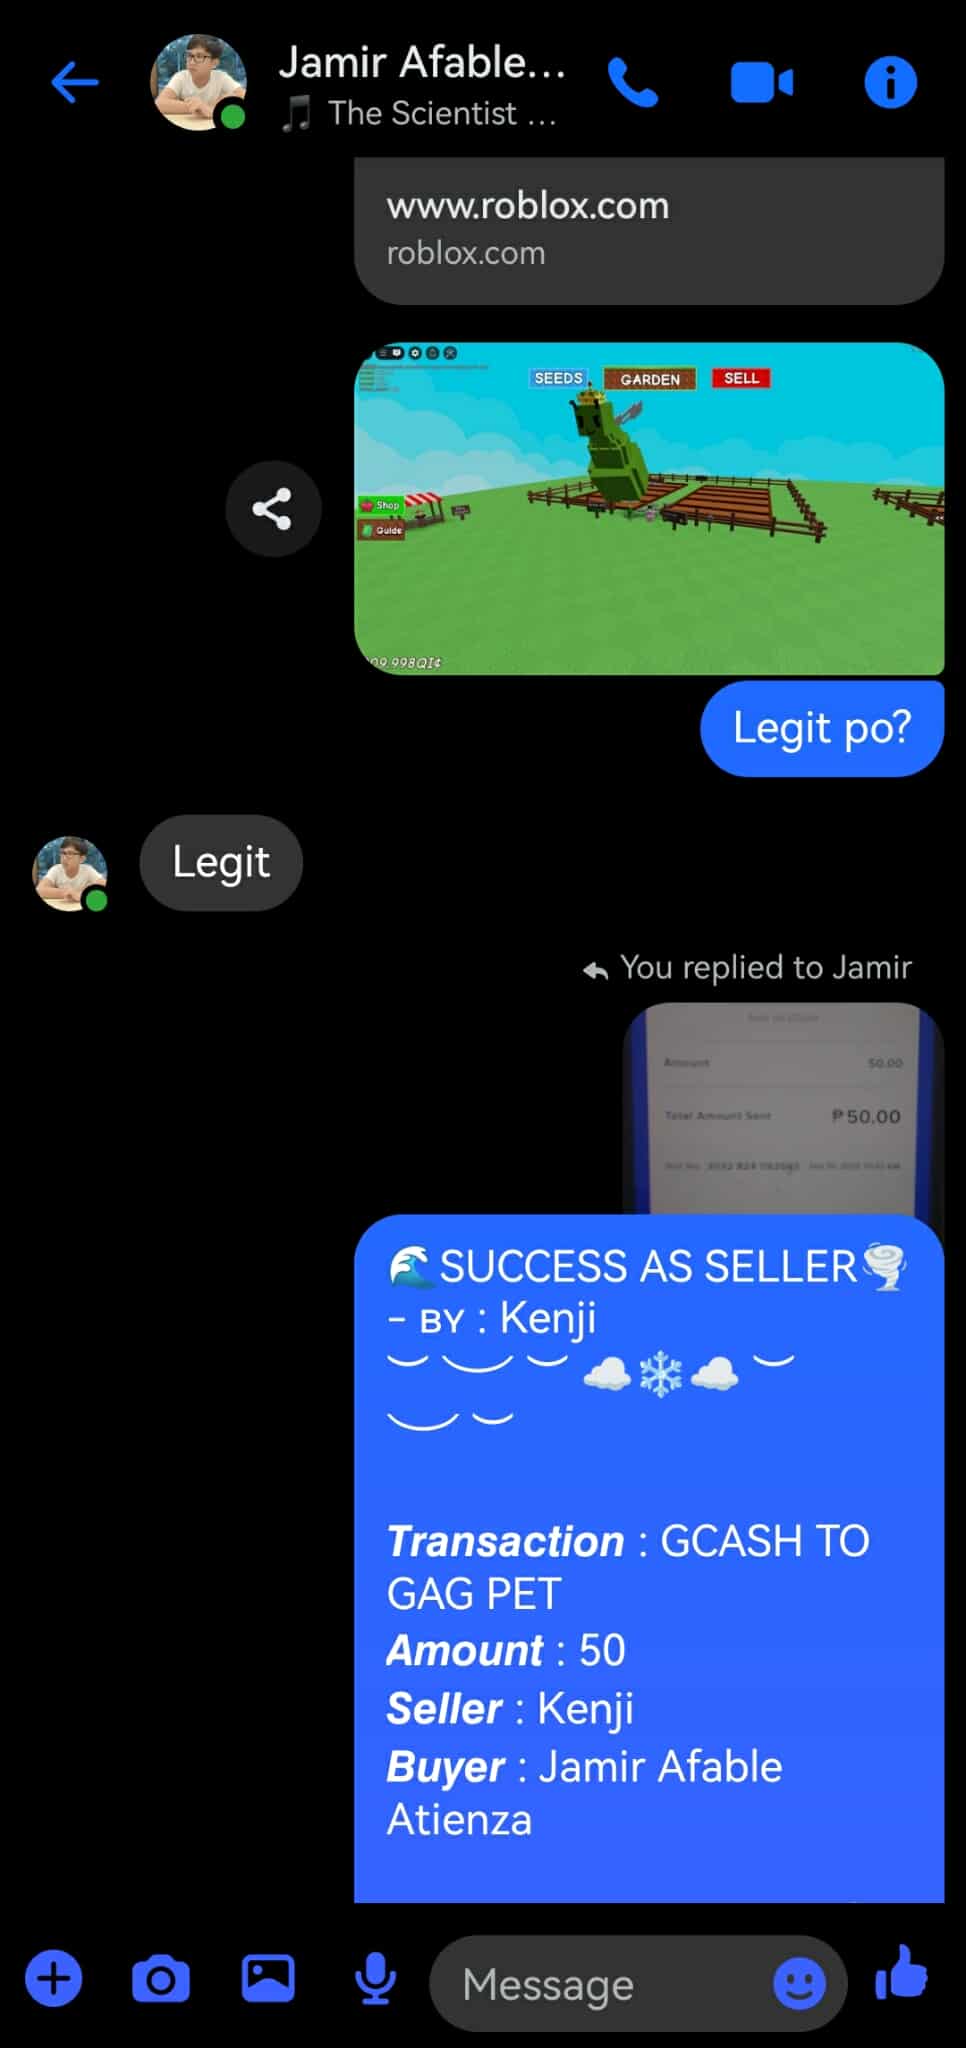 Jamir Afable...
The Scientist ...
www.roblox.com
roblox.com
SEEDS
GARDEN
SELL
Shop
Guide
09.998QI¢
Legit po?
Legit
You replied to Jamir
Amount 50.00
Total Amount Sent ₱50.00
🌊SUCCESS AS SELLER🌪️
- ʙʏ : Kenji
︶︶︶☁️❄️☁️︶
︶︶
Transaction : GCASH TO
GAG PET
Amount : 50
Seller : Kenji
Buyer : Jamir Afable
Atienza
Message